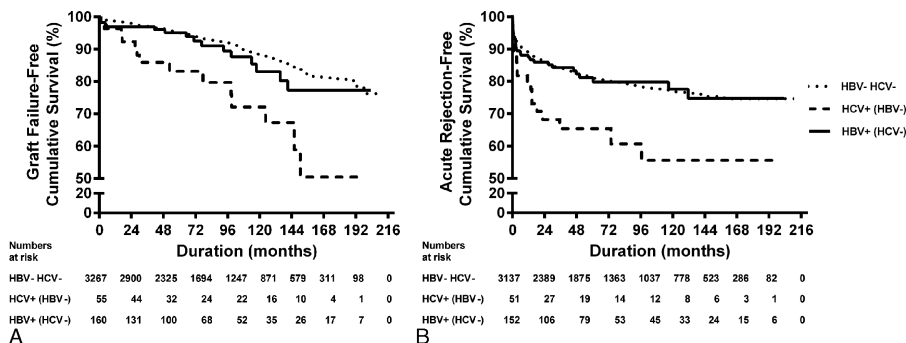 Graft Failure-Free
Cumulative Survival (%)
100
90
80
70
60
50
20
0
0 24 48 72 96 120 144 168 192 216
Duration (months)
Numbers
at risk
HBV- HCV- 3267 2900 2325 1694 1247 871 579 311 98 0
HCV+ (HBV-) 55 44 32 24 22 16 10 4 1 0
HBV+ (HCV-) 160 131 100 68 52 35 26 17 7 0
A
Acute Rejection-Free
Cumulative Survival (%)
100
90
80
70
60
50
20
0
0 24 48 72 96 120 144 168 192 216
Duration (months)
HBV- HCV-
HCV+ (HBV-)
HBV+ (HCV-)
Numbers
at risk
HBV- HCV- 3137 2389 1875 1363 1037 778 523 286 82 0
HCV+ (HBV-) 51 27 19 14 12 8 6 3 1 0
HBV+ (HCV-) 152 106 79 53 45 33 24 15 6 0
B